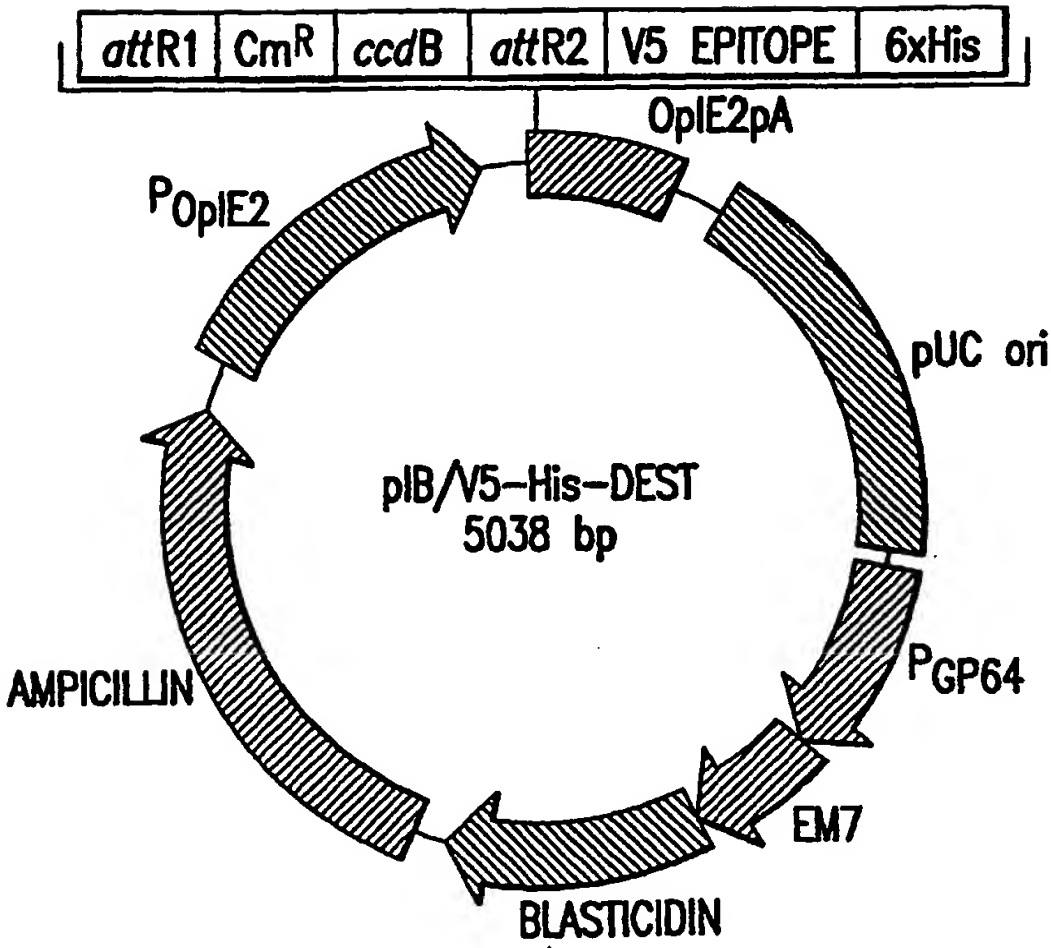 attR1 CmR ccdB attR2 V5 EPITOPE 6xHis
OpIE2pA
POpIE2
pUC ori
pIB/V5-His-DEST
5038 bp
PGP64
AMPICILLIN
EM7
BLASTICIDIN